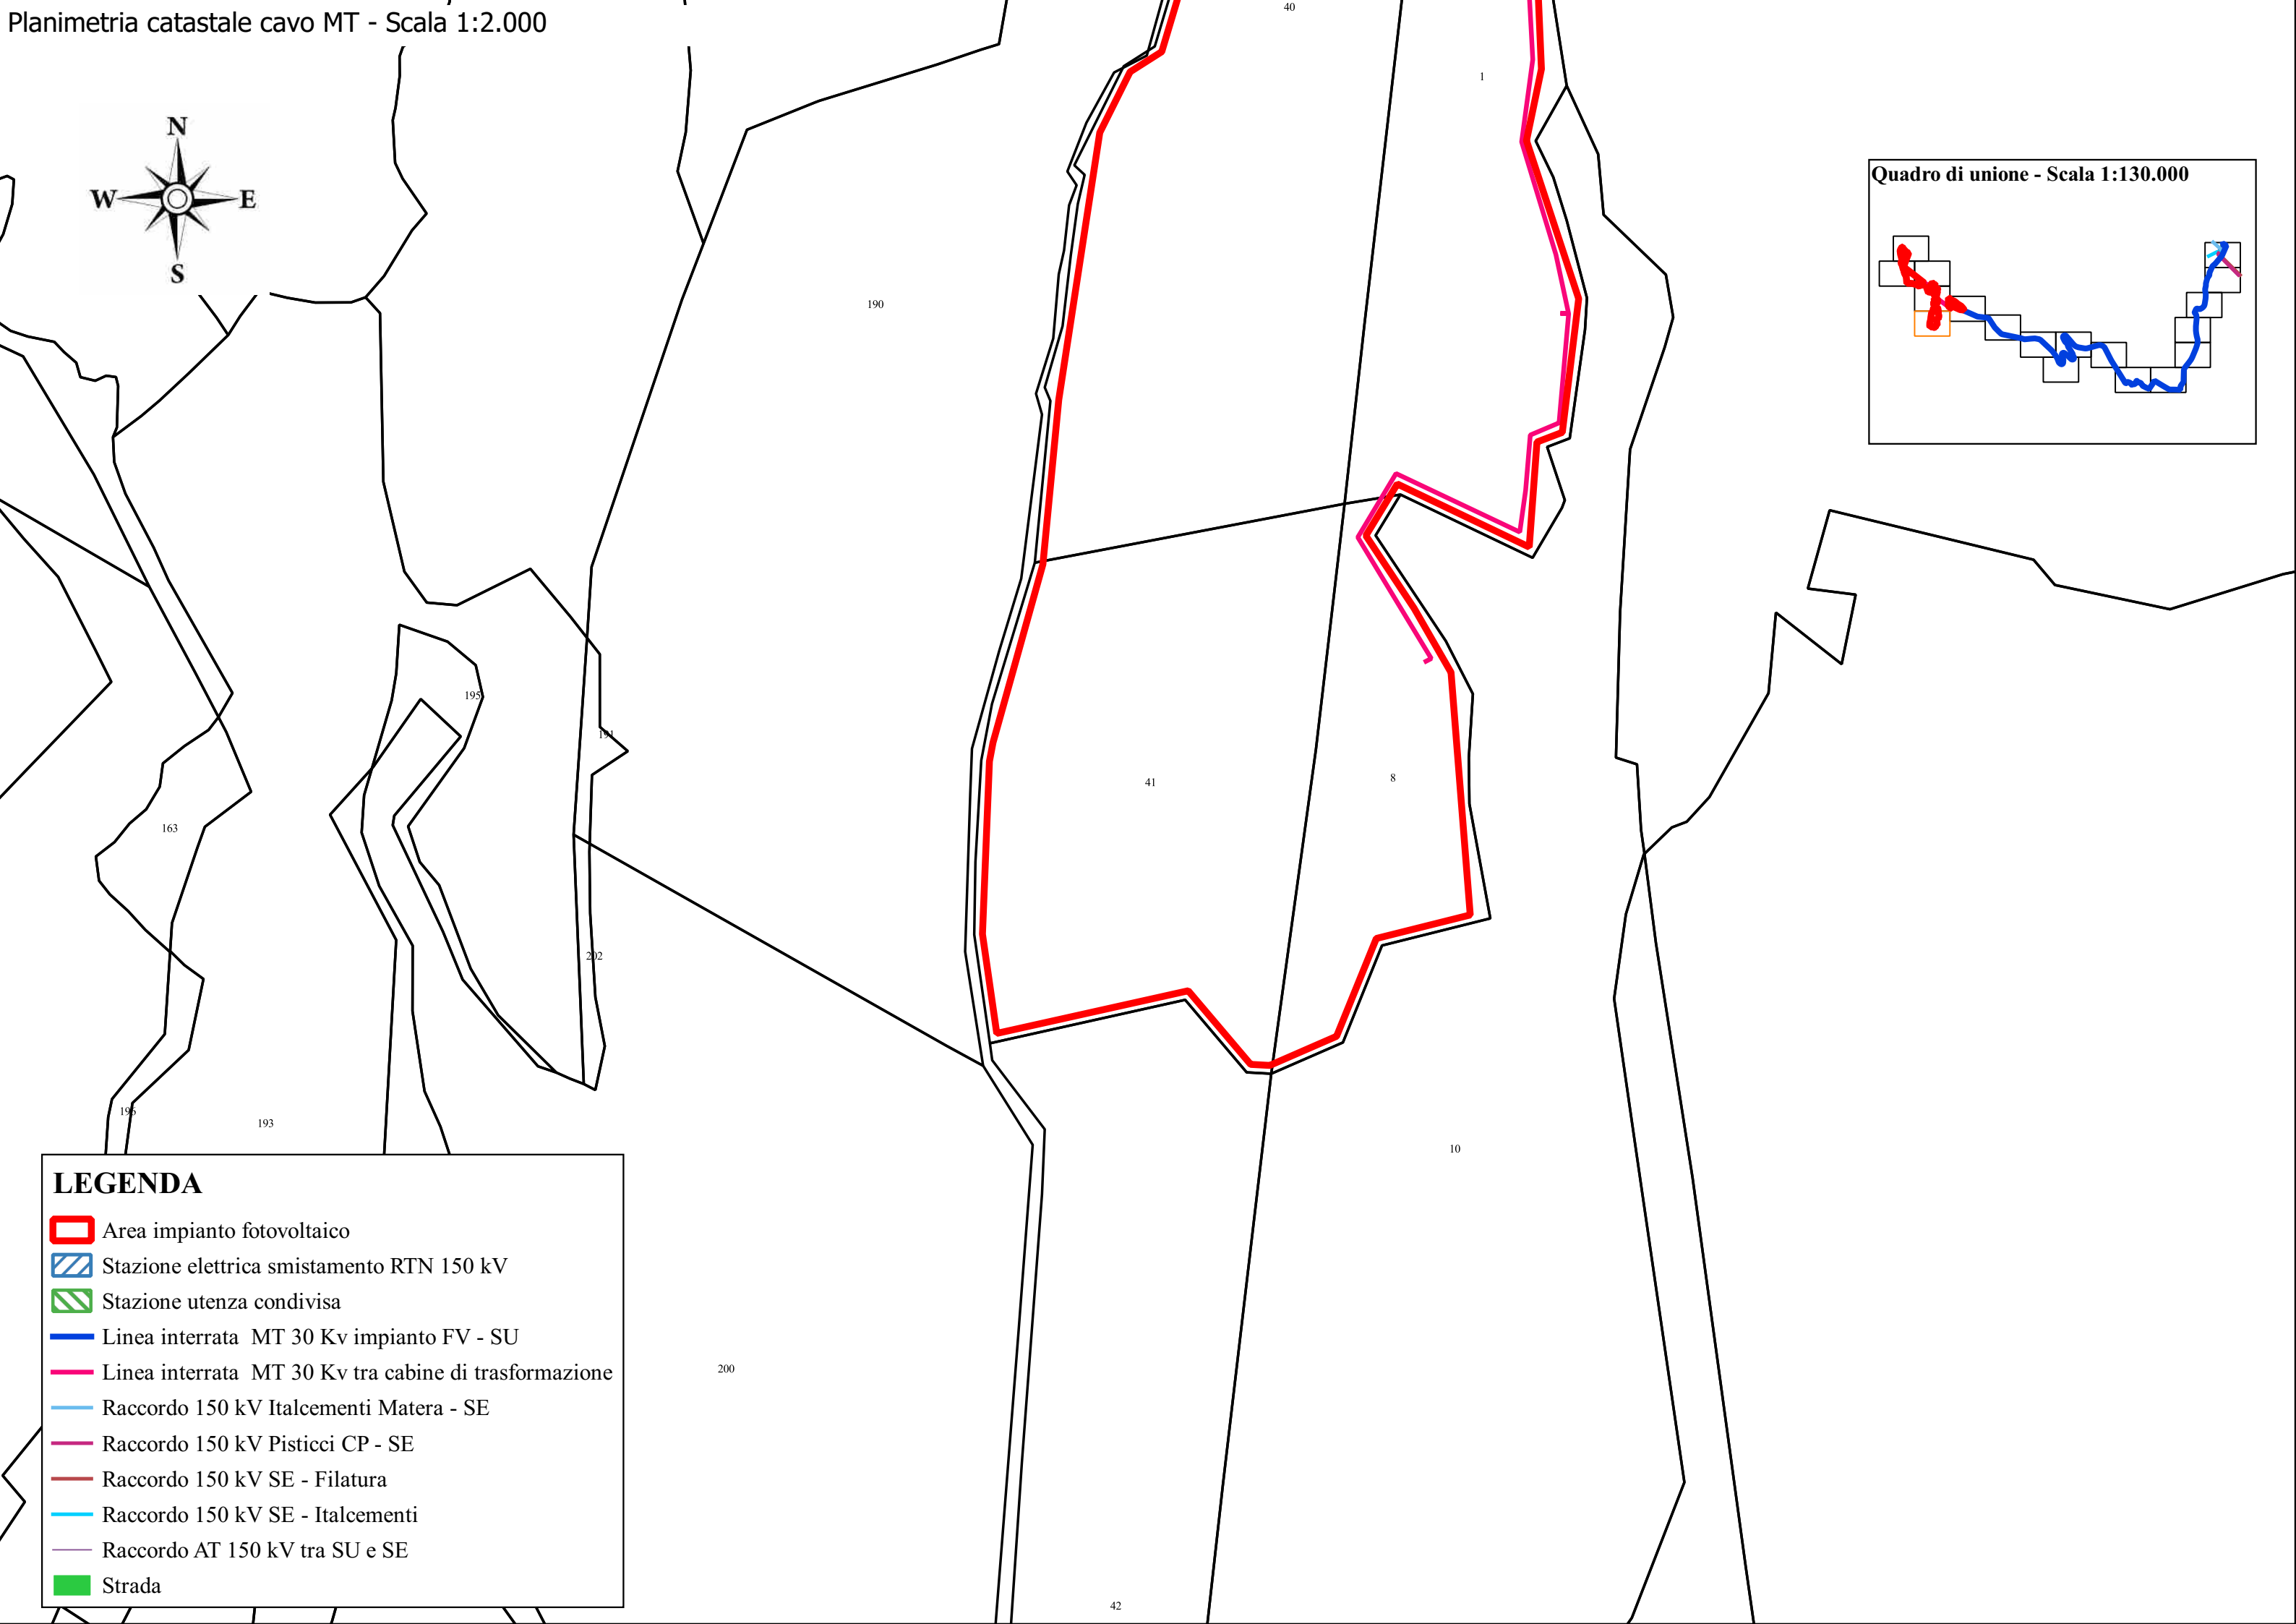 Planimetria catastale cavo MT - Scala 1:2.000
40
1
N
W E
S
Quadro di unione - Scala 1:130.000
190
195
191
41
8
163
202
195
193
10
200
42
LEGENDA
Area impianto fotovoltaico
Stazione elettrica smistamento RTN 150 kV
Stazione utenza condivisa
Linea interrata  MT 30 Kv impianto FV - SU
Linea interrata  MT 30 Kv tra cabine di trasformazione
Raccordo 150 kV Italcementi Matera - SE
Raccordo 150 kV Pisticci CP - SE
Raccordo 150 kV SE - Filatura
Raccordo 150 kV SE - Italcementi
Raccordo AT 150 kV tra SU e SE
Strada